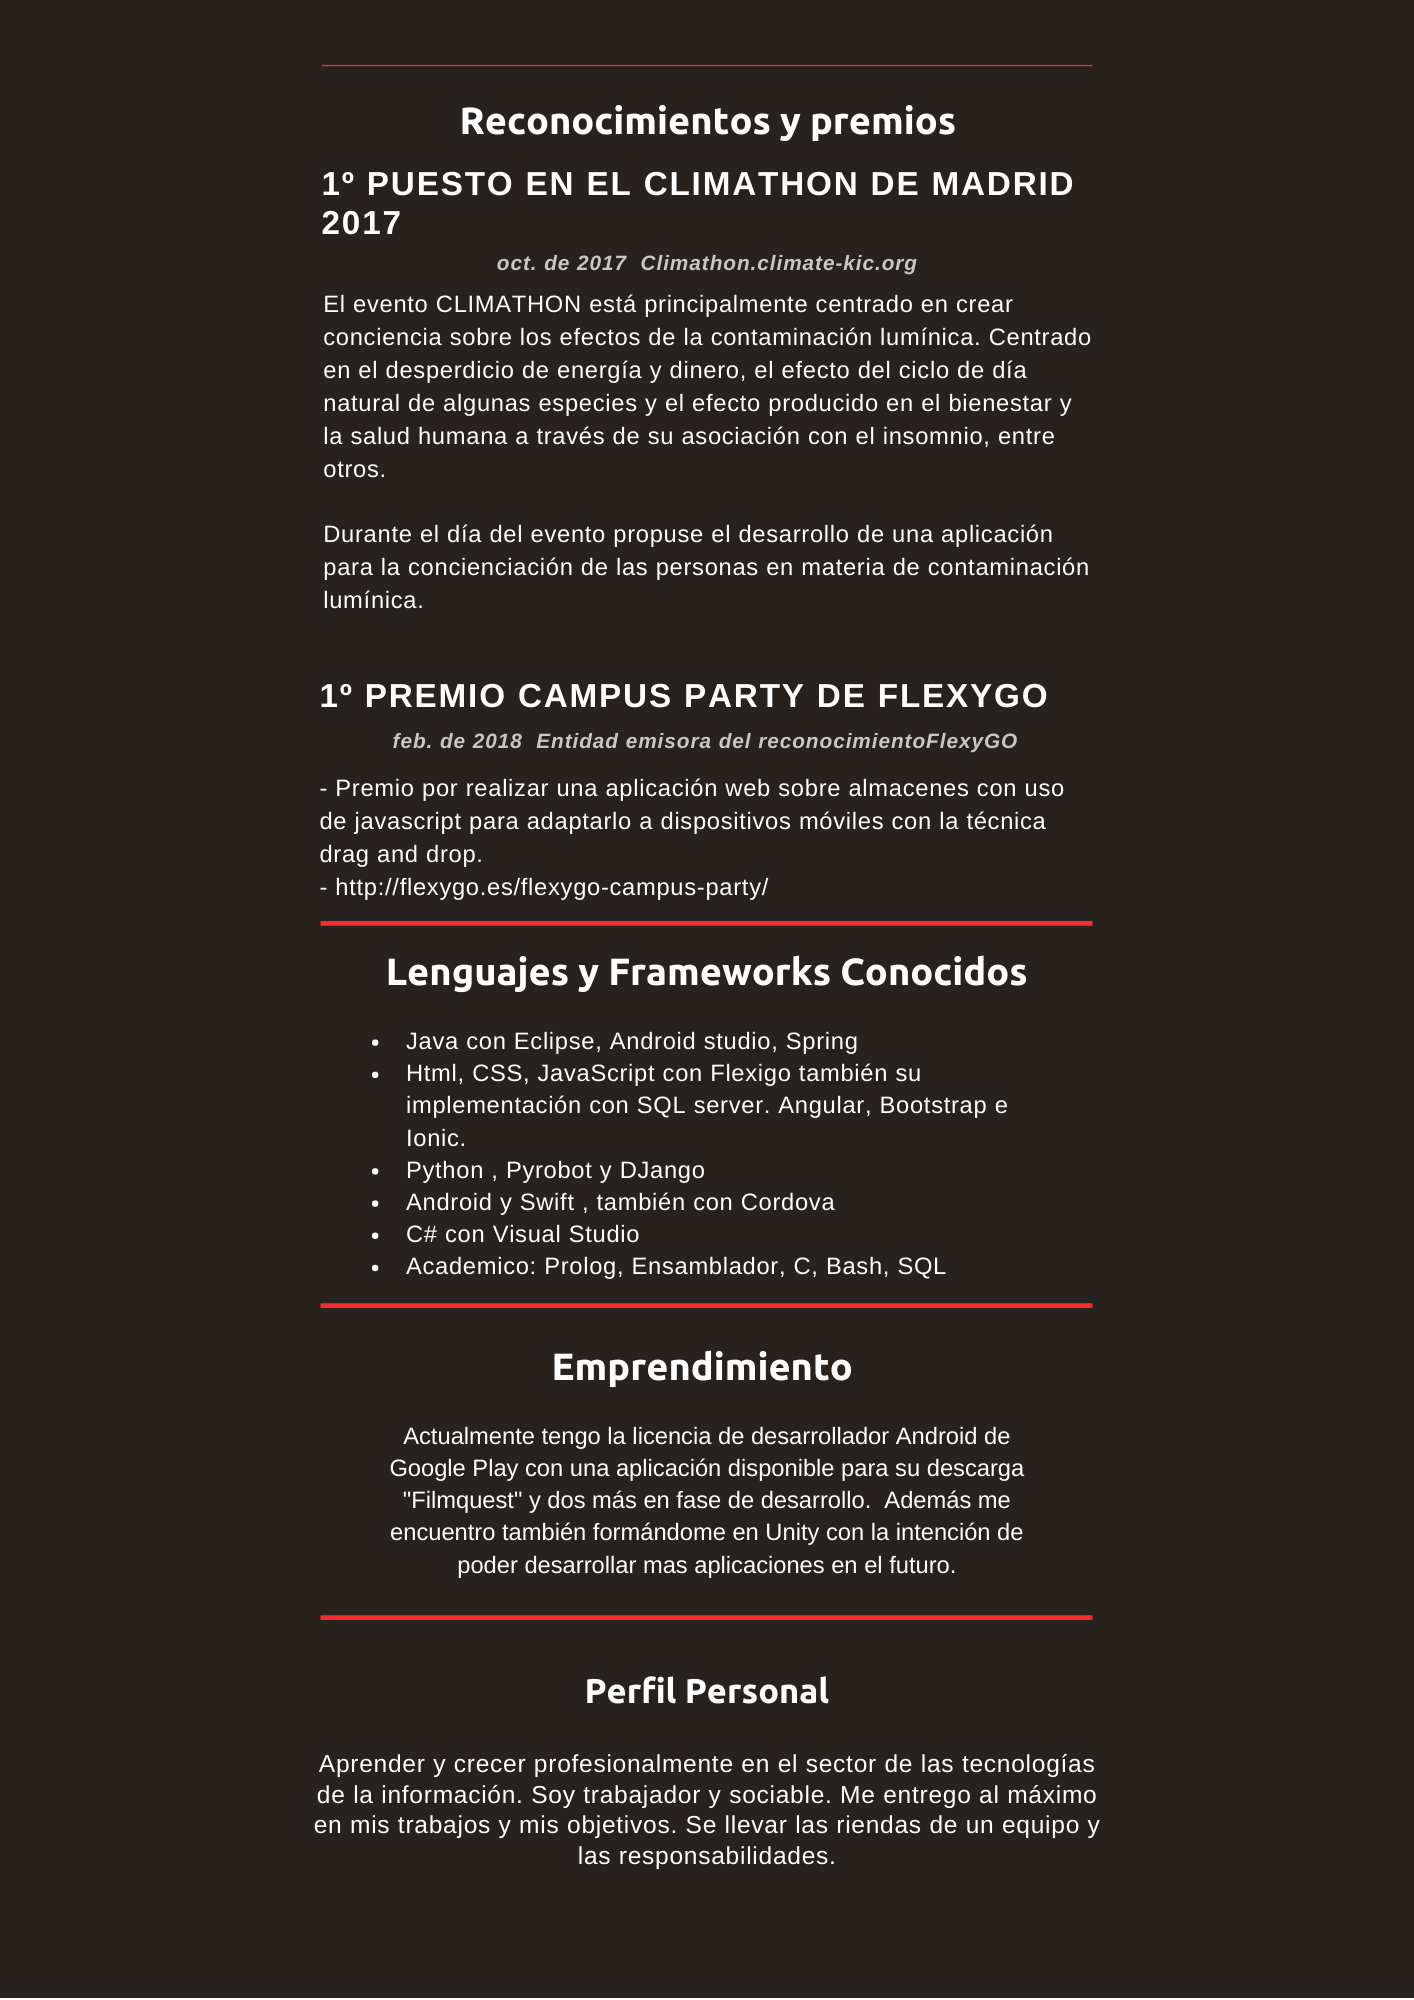 Reconocimientos y premios
1º PUESTO EN EL CLIMATHON DE MADRID
2017
oct. de 2017  Climathon.climate-kic.org
El evento CLIMATHON está principalmente centrado en crear
conciencia sobre los efectos de la contaminación lumínica. Centrado
en el desperdicio de energía y dinero, el efecto del ciclo de día
natural de algunas especies y el efecto producido en el bienestar y
la salud humana a través de su asociación con el insomnio, entre
otros.
Durante el día del evento propuse el desarrollo de una aplicación
para la concienciación de las personas en materia de contaminación
lumínica.
1º PREMIO CAMPUS PARTY DE FLEXYGO
feb. de 2018  Entidad emisora del reconocimientoFlexyGO
- Premio por realizar una aplicación web sobre almacenes con uso
de javascript para adaptarlo a dispositivos móviles con la técnica
drag and drop.
- http://flexygo.es/flexygo-campus-party/
Lenguajes y Frameworks Conocidos
• Java con Eclipse, Android studio, Spring
• Html, CSS, JavaScript con Flexigo también su
implementación con SQL server. Angular, Bootstrap e
Ionic.
• Python , Pyrobot y DJango
• Android y Swift , también con Cordova
• C# con Visual Studio
• Academico: Prolog, Ensamblador, C, Bash, SQL
Emprendimiento
Actualmente tengo la licencia de desarrollador Android de
Google Play con una aplicación disponible para su descarga
"Filmquest" y dos más en fase de desarrollo.  Además me
encuentro también formándome en Unity con la intención de
poder desarrollar mas aplicaciones en el futuro.
Perfil Personal
Aprender y crecer profesionalmente en el sector de las tecnologías
de la información. Soy trabajador y sociable. Me entrego al máximo
en mis trabajos y mis objetivos. Se llevar las riendas de un equipo y
las responsabilidades.